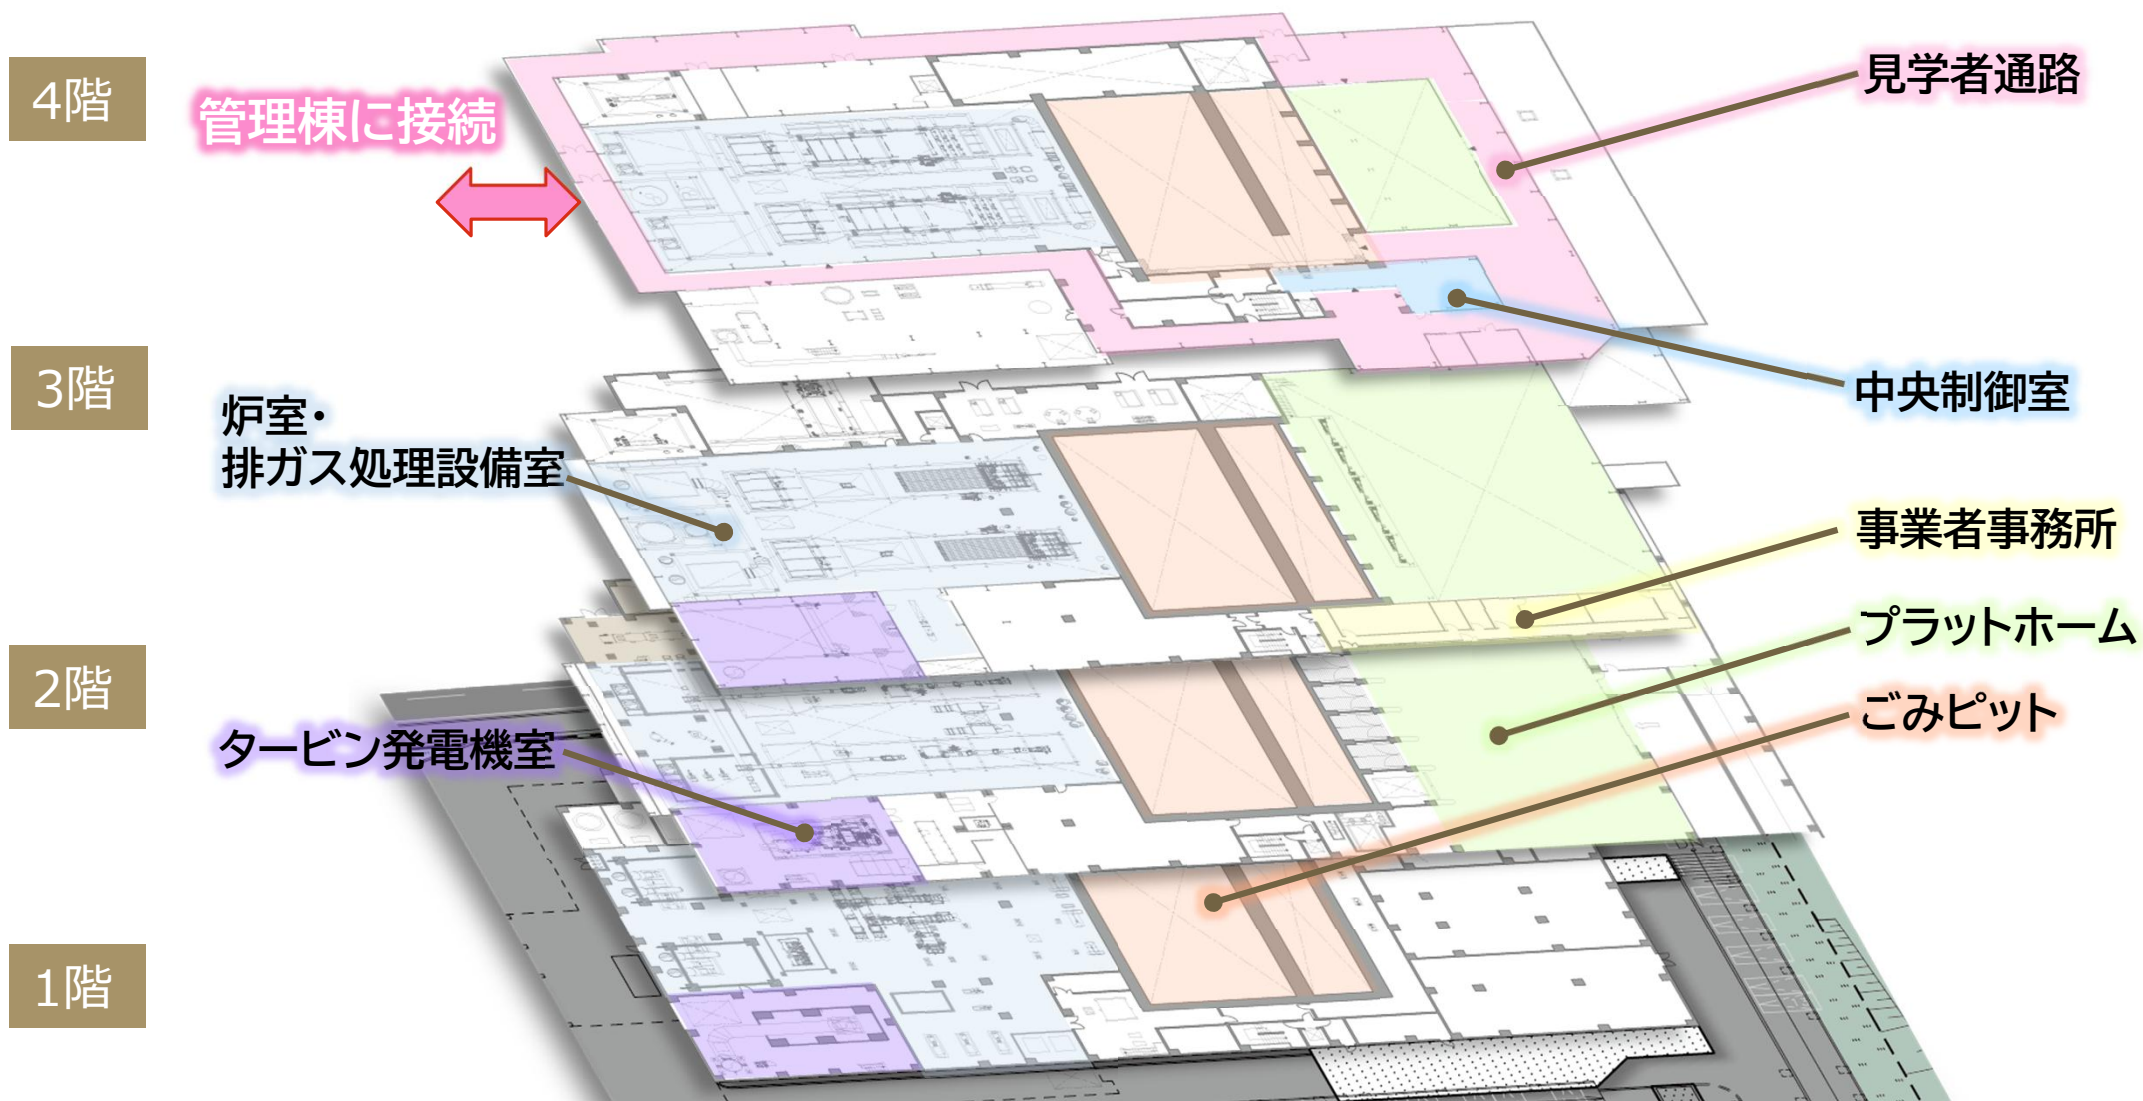 4階
管理棟に接続
見学者通路
3階
中央制御室
炉室・
排ガス処理設備室
事業者事務所
プラットホーム
2階
ごみピット
タービン発電機室
1階